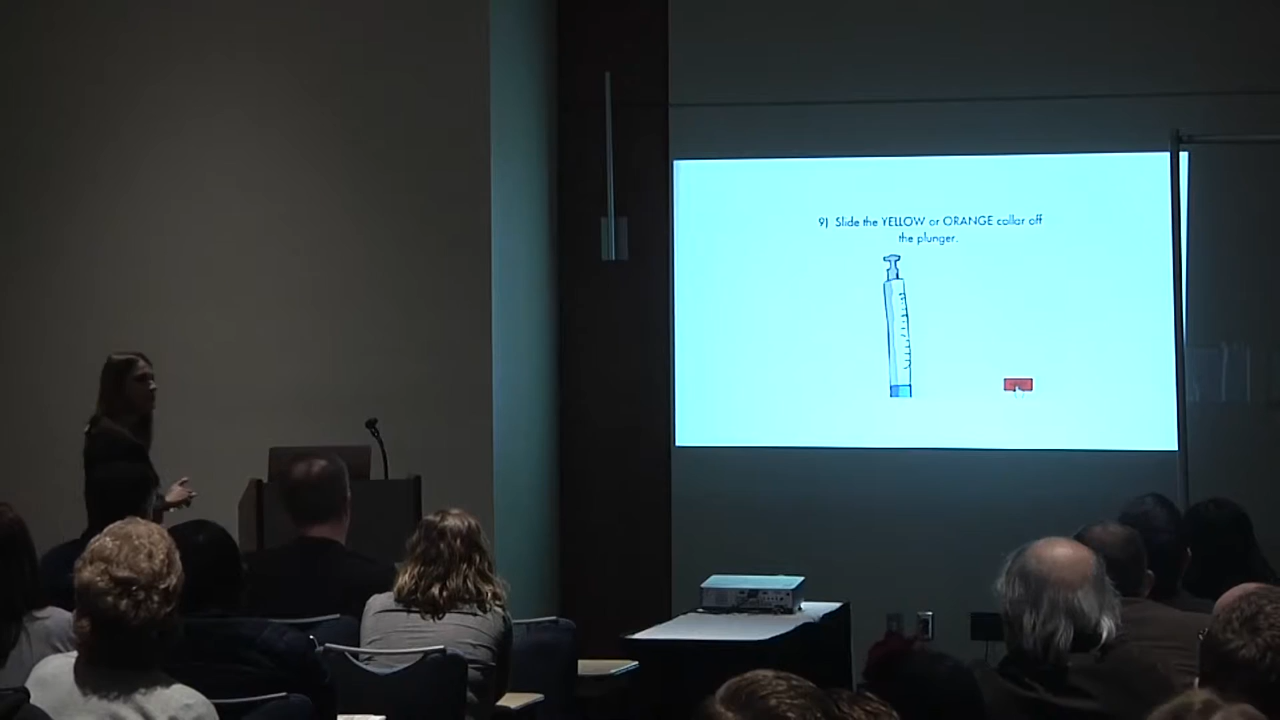 9) Slide the YELLOW or ORANGE collar off
the plunger.